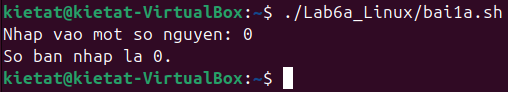 kietat@kietat-VirtualBox:~$ ./Lab6a_Linux/bai1a.sh
Nhap vao mot so nguyen: 0
So ban nhap la 0.
kietat@kietat-VirtualBox:~$